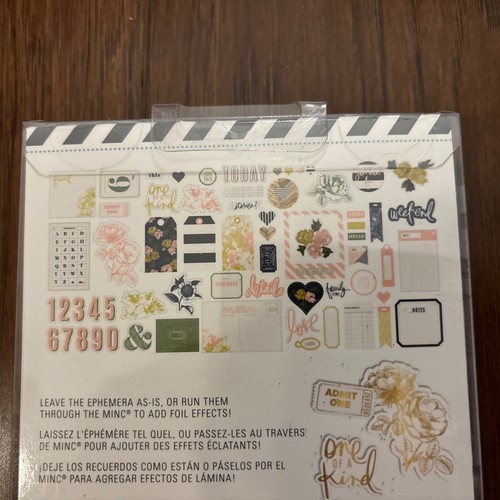 TODAY
one
OF A
kind
stories
weekend
HELLO
REMEMBER
details
family
love
NOTES
12345
67890 &
LEAVE THE EPHEMERA AS-IS, OR RUN THEM
THROUGH THE MINC® TO ADD FOIL EFFECTS!
LAISSEZ L'ÉPHÉMÈRE TEL QUEL, OU PASSEZ-LES AU TRAVERS
DE MINC® POUR AJOUTER DES EFFETS ÉCLATANTS!
¡DEJE LOS RECUERDOS COMO ESTÁN O PÁSELOS POR EL
MINC® PARA AGREGAR EFECTOS DE LÁMINA!
ADMIT
ONE
one
OF A
kind